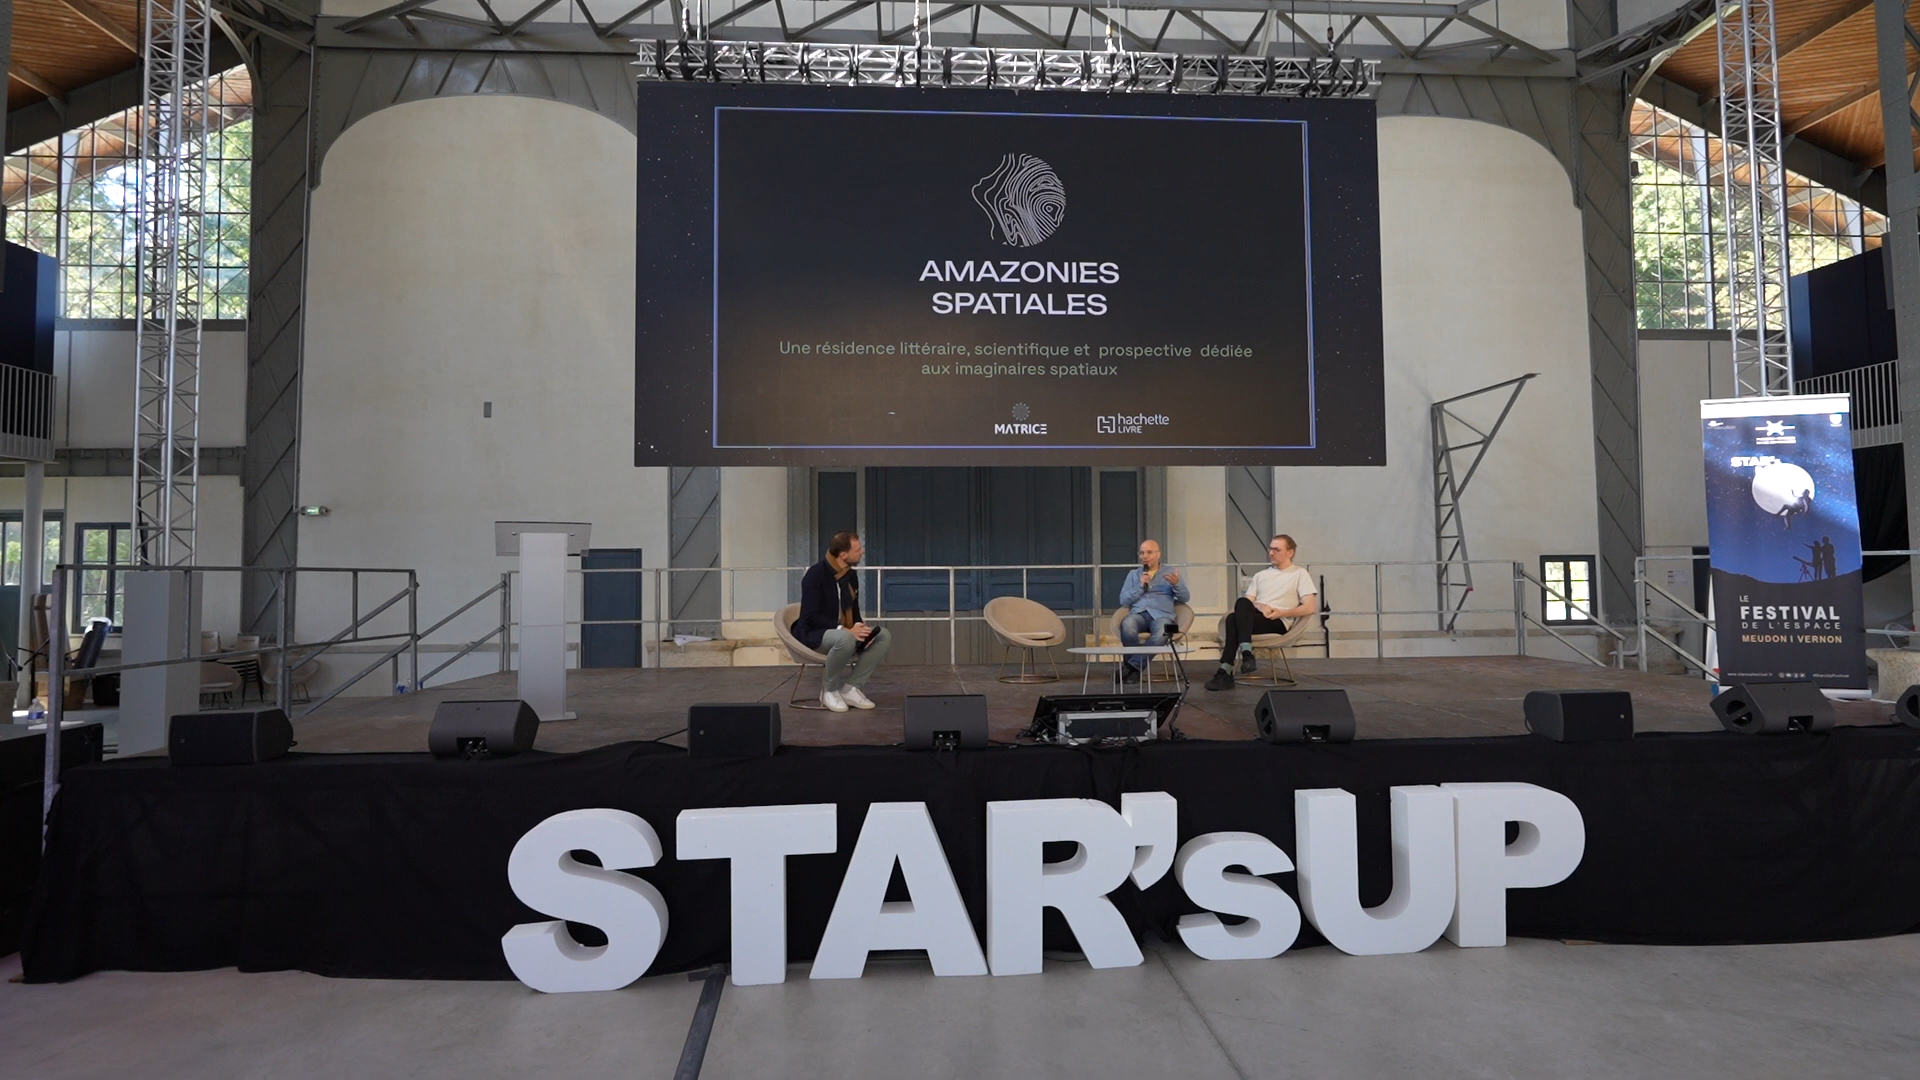 AMAZONIES
SPATIALES
Une résidence littéraire, scientifique et prospective dédiée
aux imaginaires spatiaux
MATRICE
hachette
LIVRE
STAR's
LE
FESTIVAL
DE L'ESPACE
MEUDON | VERNON
STAR'sUP